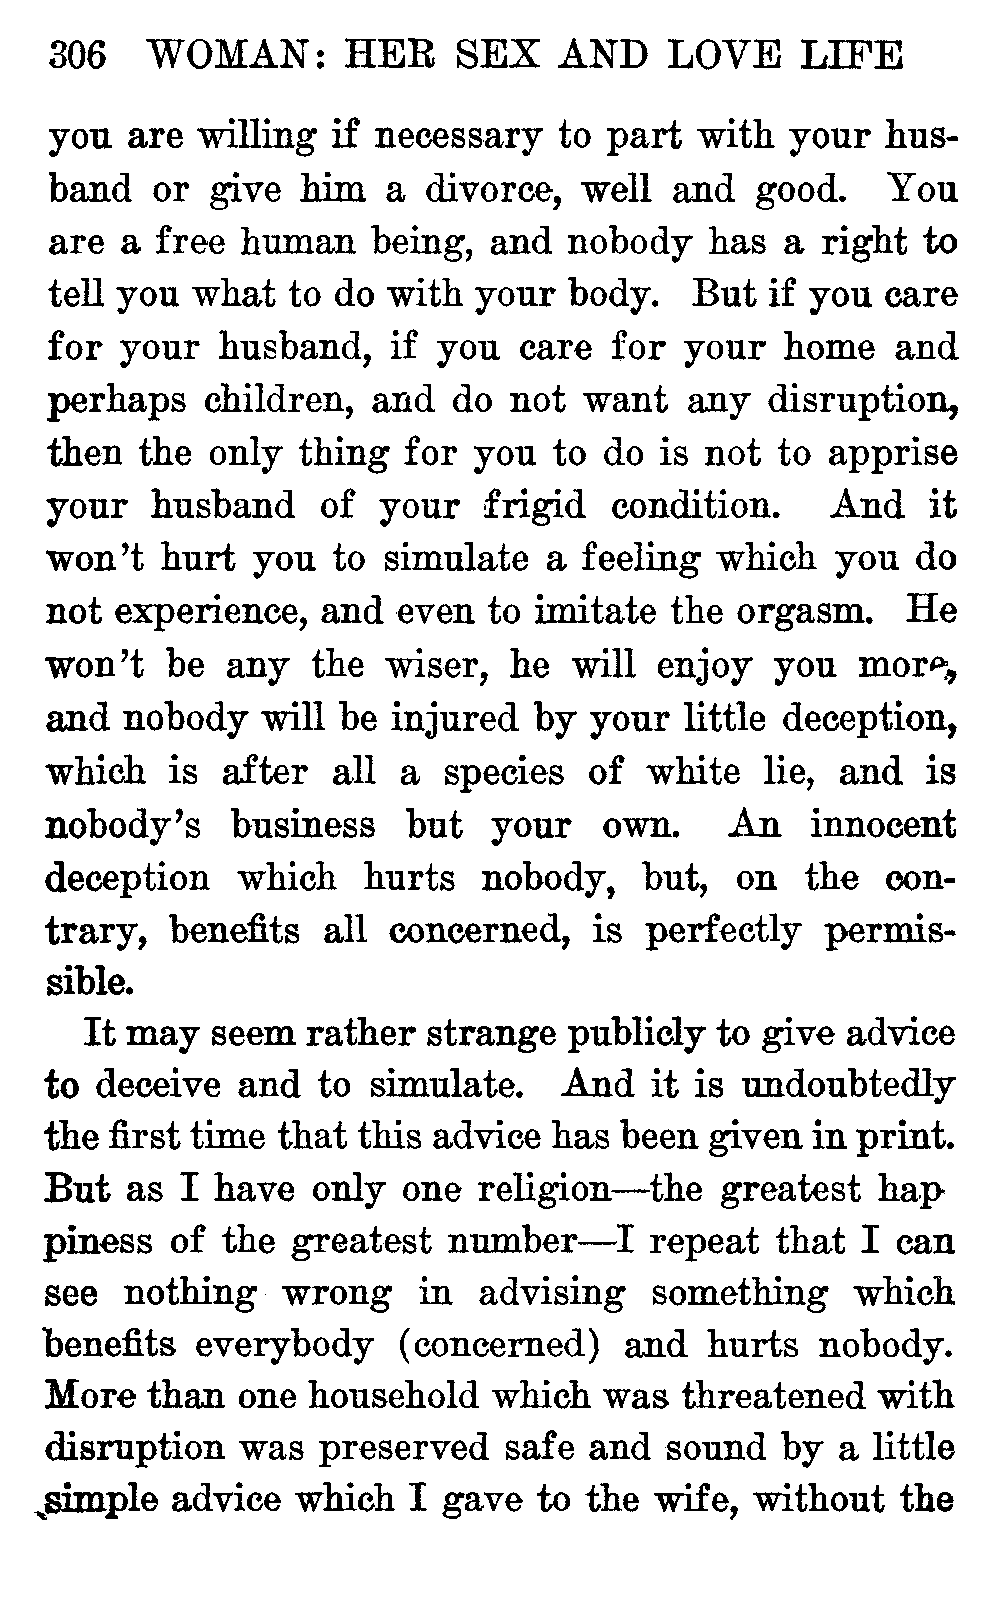 306 WOMAN: HER SEX AND LOVE LIFE
you are willing if necessary to part with your hus-
band or give him a divorce, well and good. You
are a free human being, and nobody has a right to
tell you what to do with your body. But if you care
for your husband, if you care for your home and
perhaps children, and do not want any disruption,
then the only thing for you to do is not to apprise
your husband of your frigid condition. And it
won't hurt you to simulate a feeling which you do
not experience, and even to imitate the orgasm. He
won't be any the wiser, he will enjoy you more,
and nobody will be injured by your little deception,
which is after all a species of white lie, and is
nobody's business but your own. An innocent
deception which hurts nobody, but, on the con-
trary, benefits all concerned, is perfectly permis-
sible.
It may seem rather strange publicly to give advice
to deceive and to simulate. And it is undoubtedly
the first time that this advice has been given in print.
But as I have only one religion—the greatest hap-
piness of the greatest number—I repeat that I can
see nothing wrong in advising something which
benefits everybody (concerned) and hurts nobody.
More than one household which was threatened with
disruption was preserved safe and sound by a little
simple advice which I gave to the wife, without the